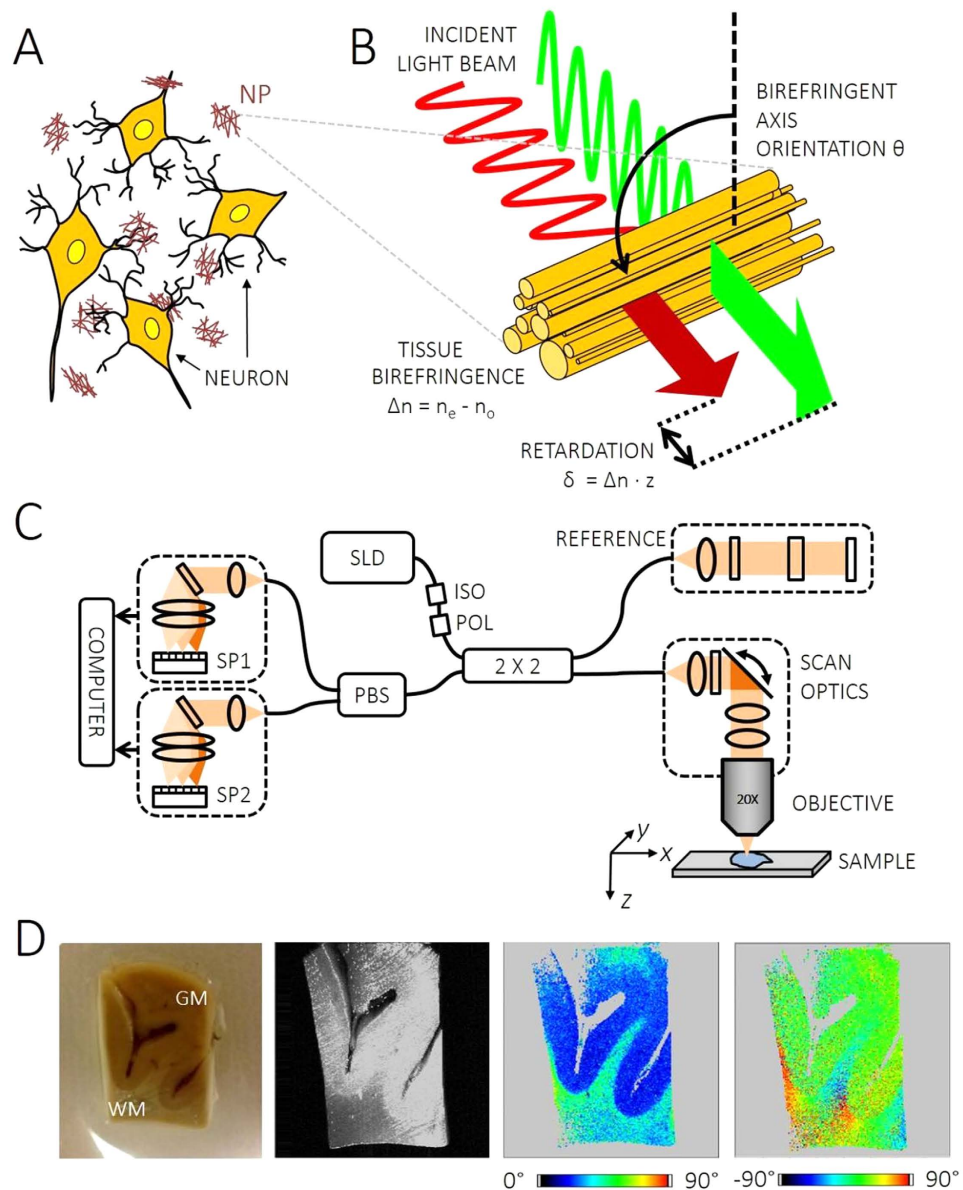 A
NP
NEURON
B
INCIDENT
LIGHT BEAM
BIREFRINGENT
AXIS
ORIENTATION θ
TISSUE
BIREFRINGENCE
Δn = nₑ - nₒ
RETARDATION
δ = Δn · z
C
SLD
ISO
POL
REFERENCE
COMPUTER
SP1
SP2
PBS
2 X 2
SCAN
OPTICS
20X
OBJECTIVE
SAMPLE
y
x
z
D
GM
WM
0° 90° -90° 90°